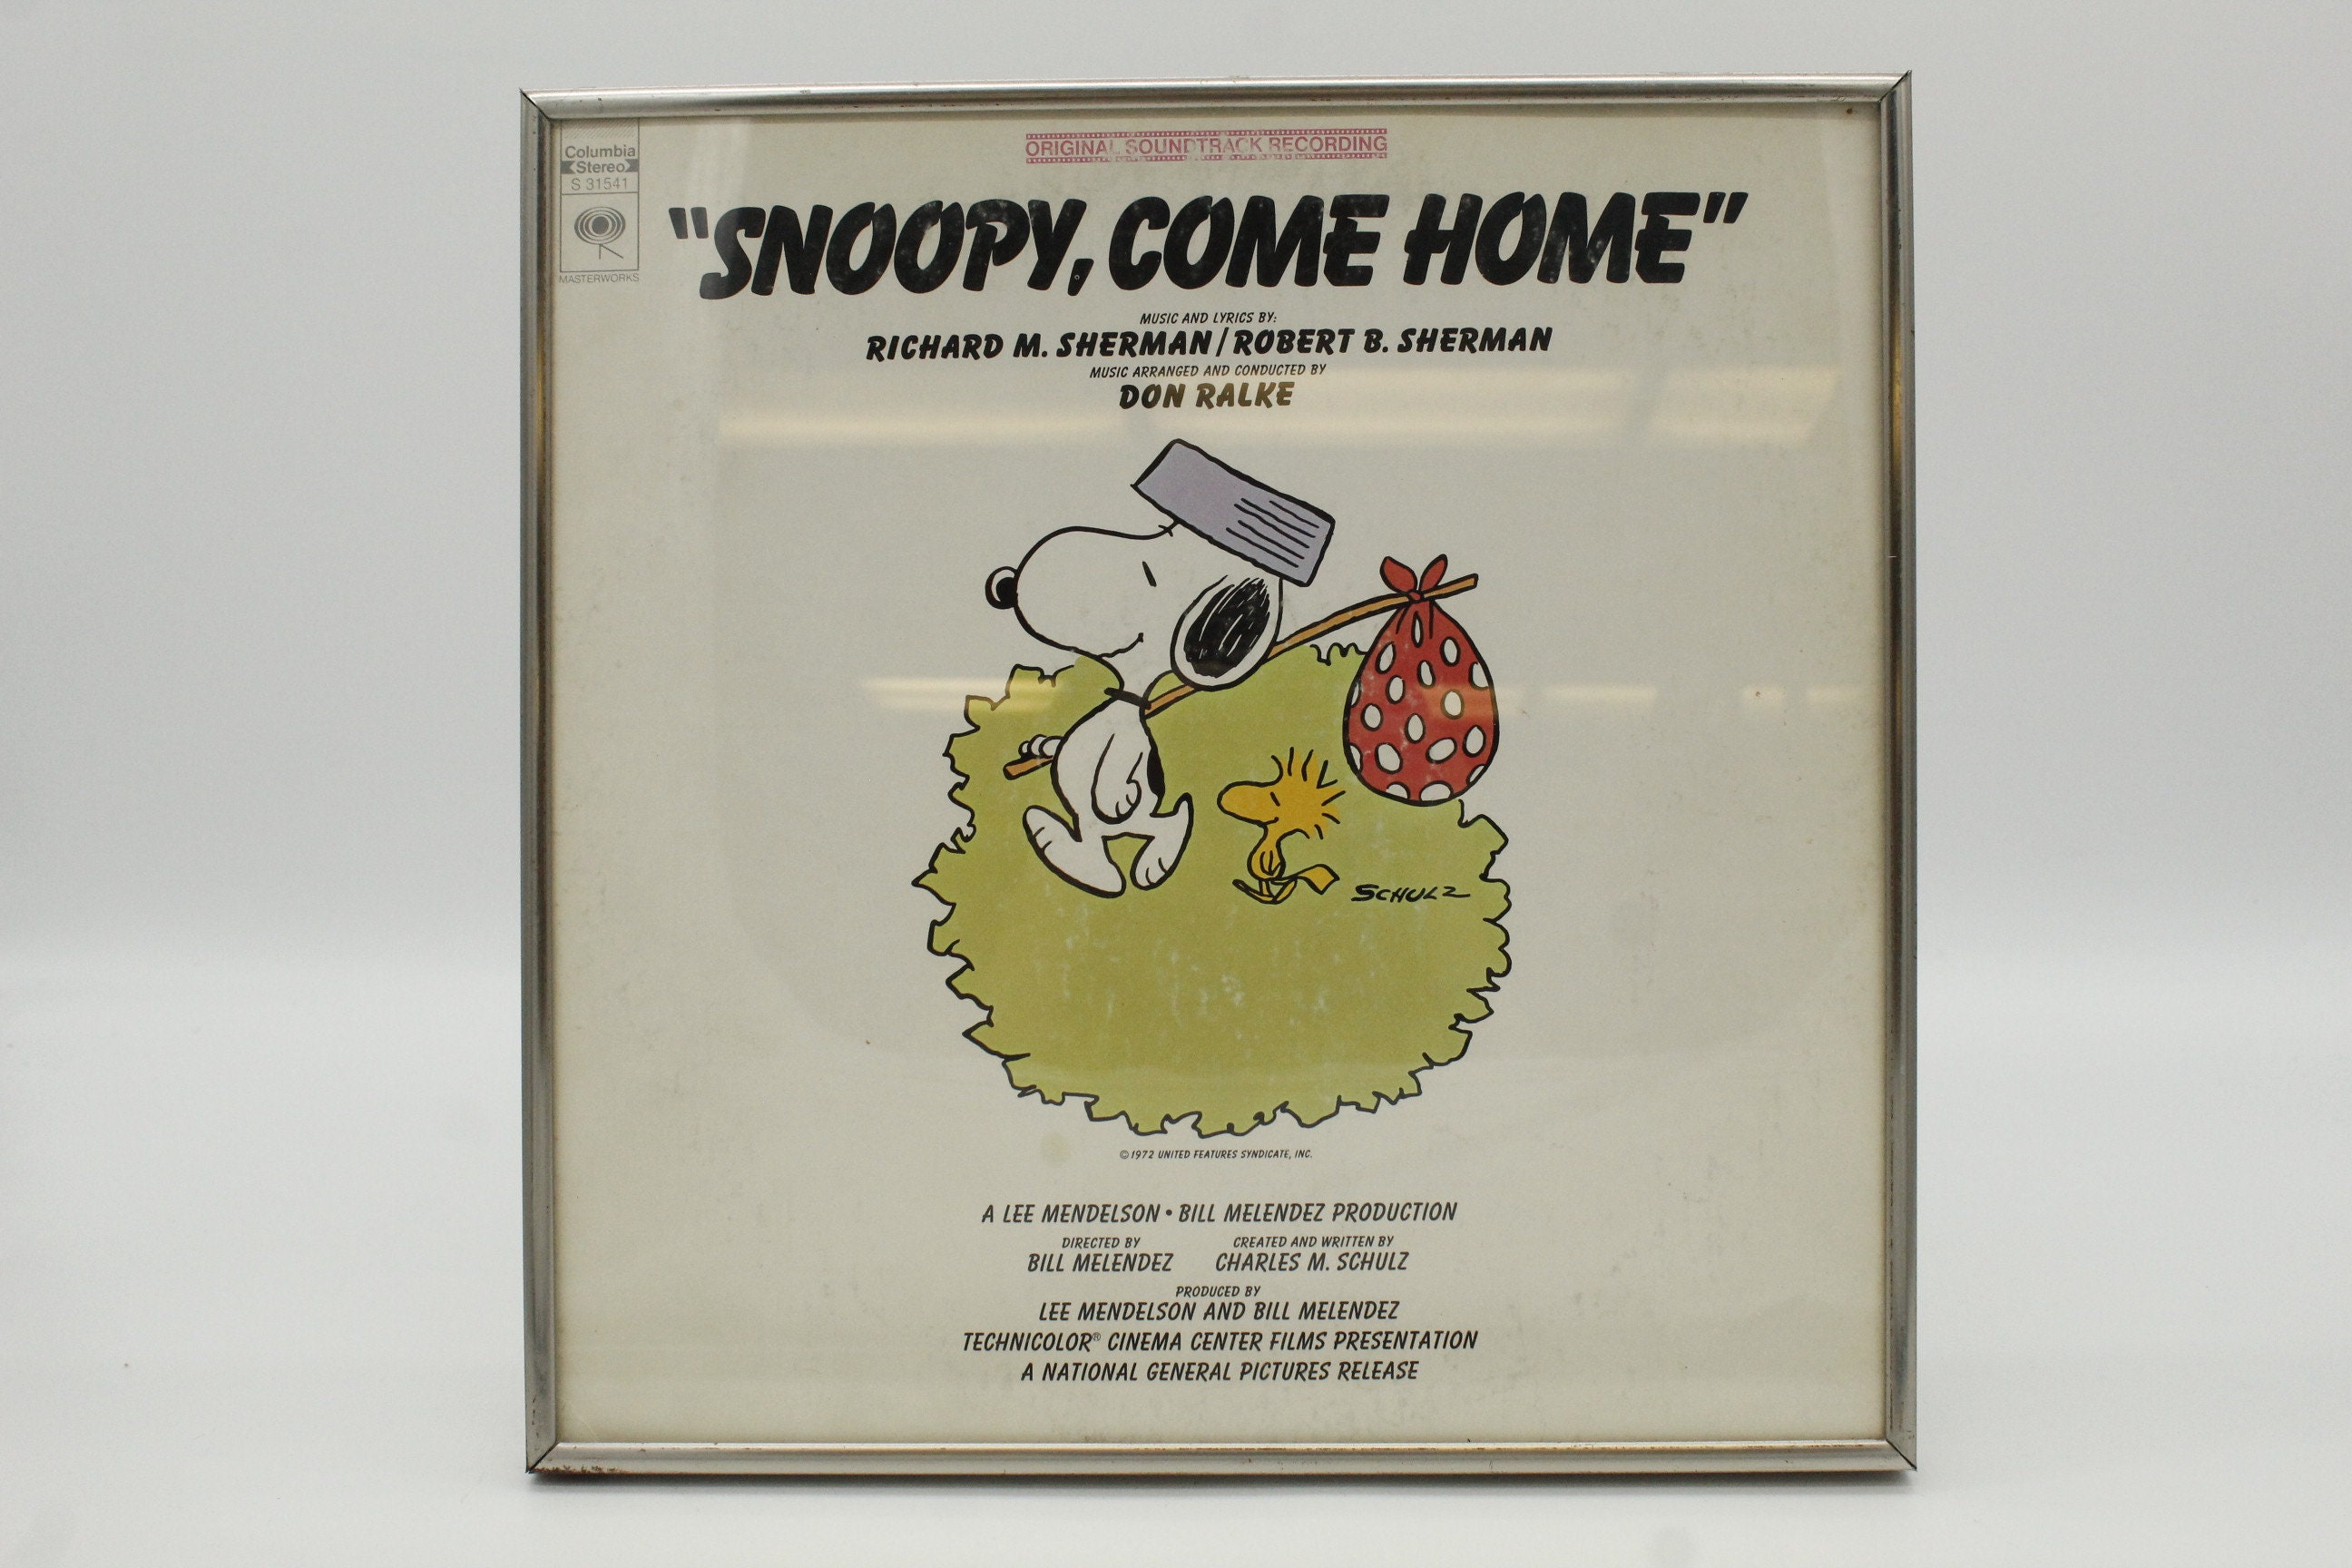 Columbia
Stereo
S 31541
MASTERWORKS
ORIGINAL SOUNDTRACK RECORDING
"SNOOPY, COME HOME"
MUSIC AND LYRICS BY:
RICHARD M. SHERMAN / ROBERT B. SHERMAN
MUSIC ARRANGED AND CONDUCTED BY
DON RALKE
SCHULZ
© 1972 UNITED FEATURES SYNDICATE, INC.
A LEE MENDELSON • BILL MELENDEZ PRODUCTION
DIRECTED BY CREATED AND WRITTEN BY
BILL MELENDEZ CHARLES M. SCHULZ
PRODUCED BY
LEE MENDELSON AND BILL MELENDEZ
TECHNICOLOR® CINEMA CENTER FILMS PRESENTATION
A NATIONAL GENERAL PICTURES RELEASE